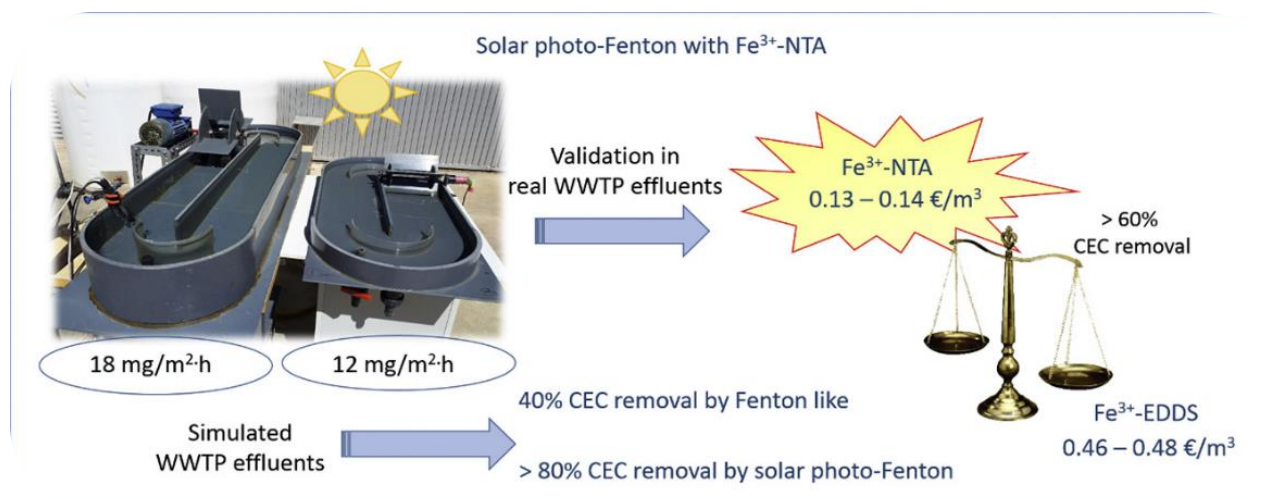 Solar photo-Fenton with Fe³⁺-NTA
Validation in
real WWTP effluents
Fe³⁺-NTA
0.13 – 0.14 €/m³
> 60%
CEC removal
18 mg/m²·h
12 mg/m²·h
40% CEC removal by Fenton like
Simulated
WWTP effluents
> 80% CEC removal by solar photo-Fenton
Fe³⁺-EDDS
0.46 – 0.48 €/m³